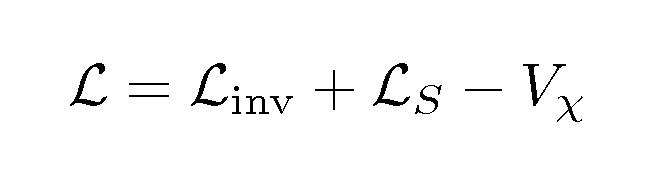 ℒ = ℒ_inv + ℒ_S − V_χ